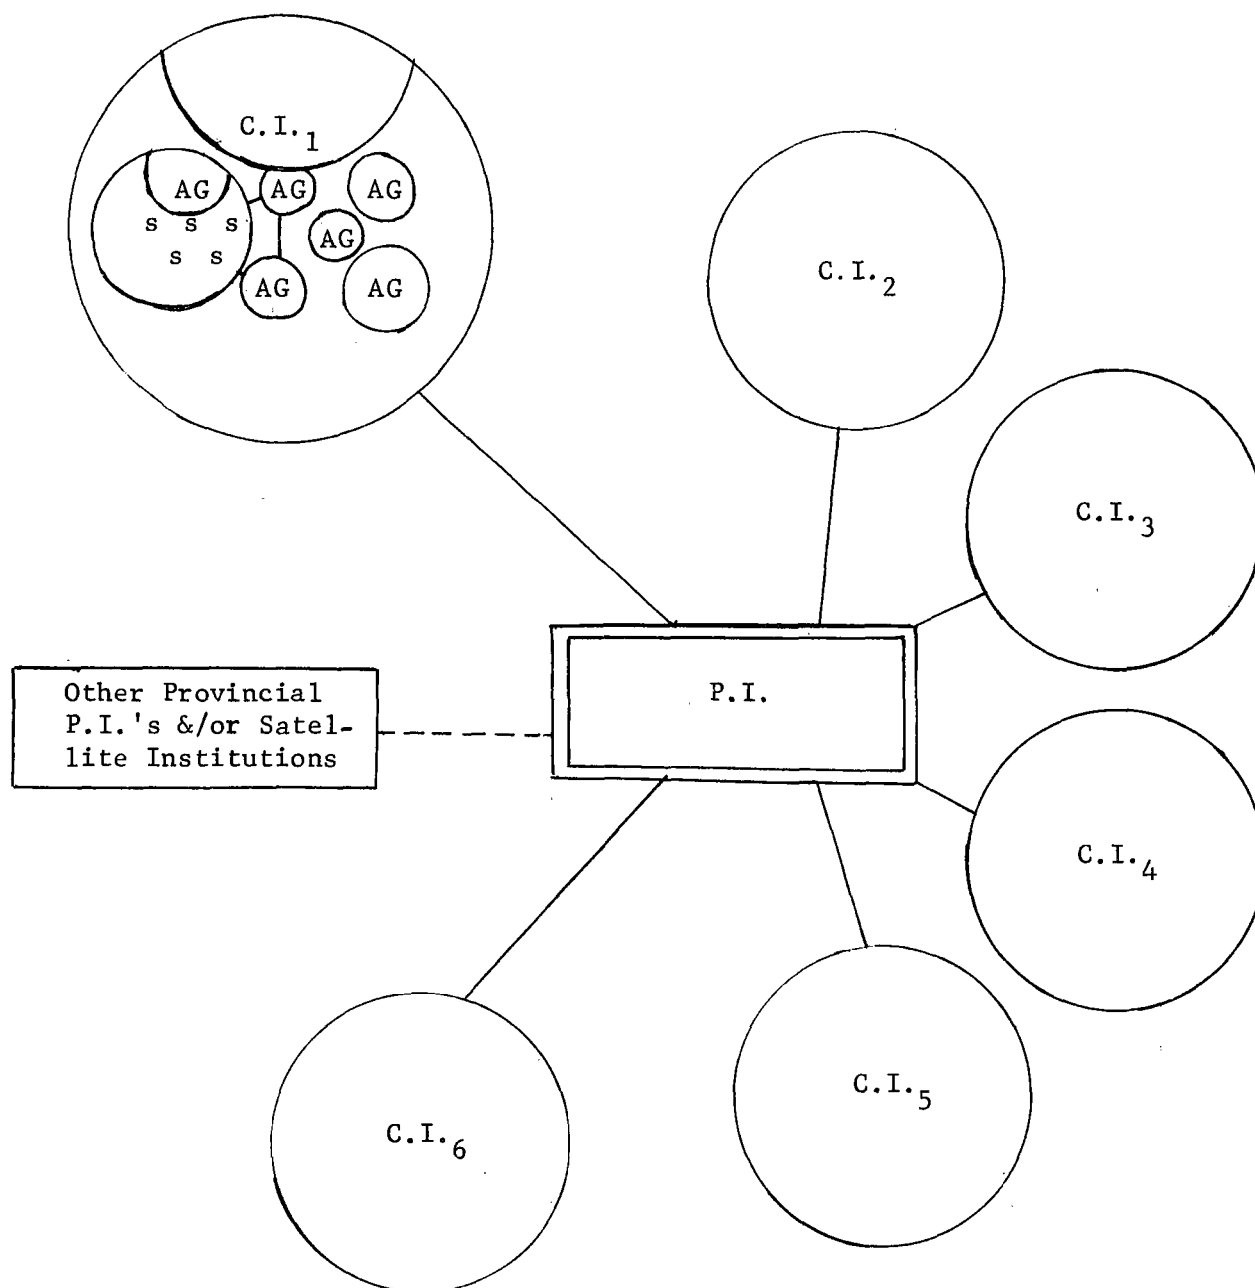 C.I.1
AG AG AG
s s s AG
s s
AG AG
C.I.2
C.I.3
Other Provincial
P.I.'s &/or Satel-
lite Institutions
P.I.
C.I.4
C.I.5
C.I.6